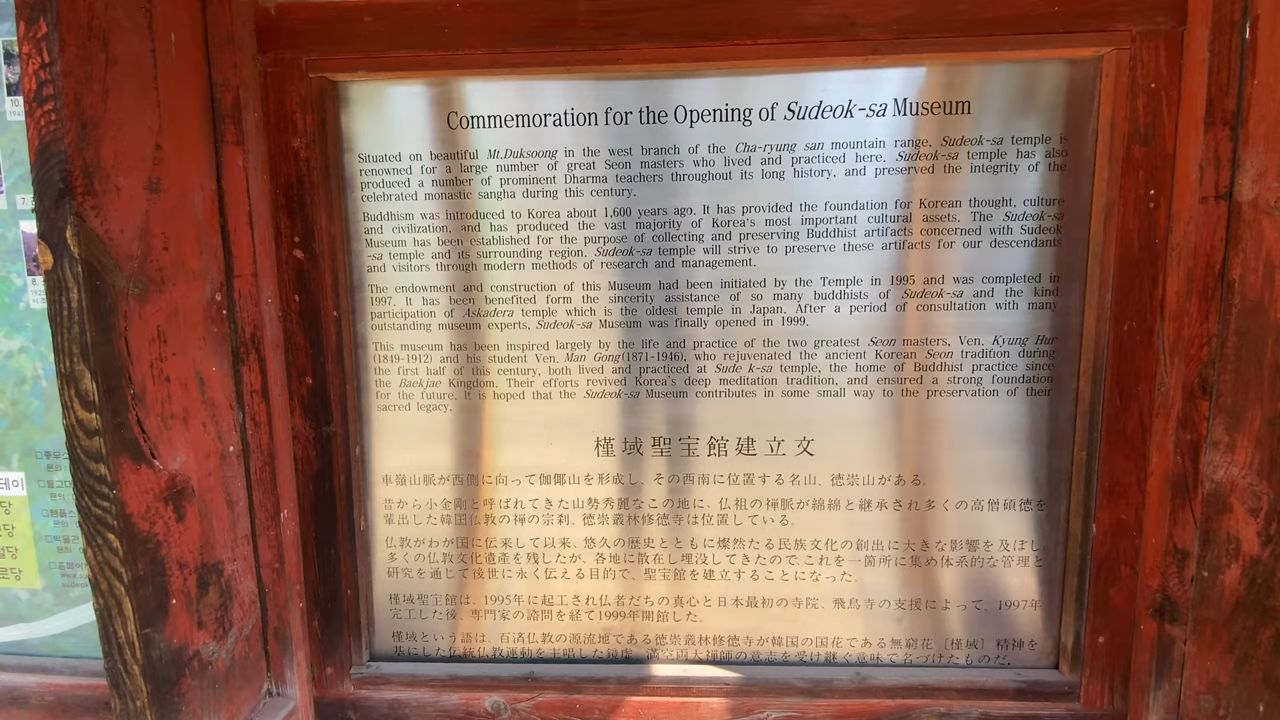 Commemoration for the Opening of Sudeok-sa Museum
Situated on beautiful Mt.Duksoong in the west branch of the Cha-ryung san mountain range, Sudeok-sa temple is
renowned for a large number of great Seon masters who lived and practiced here. Sudeok-sa temple has also
produced a number of prominent Dharma teachers throughout its long history, and preserved the integrity of the
celebrated monastic sangha during this century.
Buddhism was introduced to Korea about 1,600 years ago. It has provided the foundation for Korean thought, culture
and civilization, and has produced the vast majority of Korea's most important cultural assets. The Sudeok-sa
Museum has been established for the purpose of collecting and preserving Buddhist artifacts concerned with Sudeok
-sa temple and its surrounding region. Sudeok-sa temple will strive to preserve these artifacts for our descendants
and visitors through modern methods of research and management.
The endowment and construction of this Museum had been initiated by the Temple in 1995 and was completed in
1997. It has been benefited form the sincerity assistance of so many buddhists of Sudeok-sa and the kind
participation of Askadera temple which is the oldest temple in Japan. After a period of consultation with many
outstanding museum experts, Sudeok-sa Museum was finally opened in 1999.
This museum has been inspired largely by the life and practice of the two greatest Seon masters, Ven. Kyung Hur
(1849-1912) and his student Ven. Man Gong(1871-1946), who rejuvenated the ancient Korean Seon tradition during
the first half of this century, both lived and practiced at Sude k-sa temple, the home of Buddhist practice since
the Baekjae Kingdom. Their efforts revived Korea's deep meditation tradition, and ensured a strong foundation
for the future. It is hoped that the Sudeok-sa Museum contributes in some small way to the preservation of their
sacred legacy.
槿域聖宝館建立文
車嶺山脈が西側に向って伽倻山を形成し、その西南に位置する名山、徳崇山がある。
昔から小金剛と呼ばれてきた山勢秀麗なこの地に、仏祖の禅脈が綿綿と継承され多くの高僧碩徳を
輩出した韓国仏教の禅の宗刹、徳崇叢林修徳寺は位置している。
仏教がわが国に伝来して以来、悠久の歴史とともに燦然たる民族文化の創出に大きな影響を及ぼし
多くの仏教文化遺産を残したが、各地に散在し埋没してきたので、これを一箇所に集め体系的な管理と
研究を通して後世に永く伝える目的で、聖宝館を建立することになった。
槿域聖宝館は、1995年に起工され仏者だちの真心と日本最初の寺院、飛鳥寺の支援によって、1997年
完工した後、専門家の諮問を経て1999年開館した。
槿域という語は、百済仏教の源流地である徳崇叢林修徳寺が韓国の国花である無窮花［槿域］精神を
基にした伝統仏教運動を主唱した鏡虚、満空両大禅師の意志を受け継ぐ意味で名づけたものだ。
10.
7.
8.